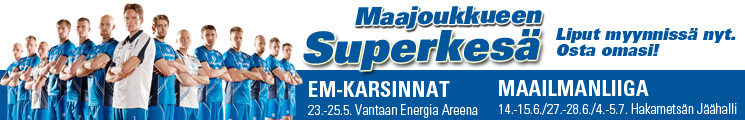 Maajoukkueen
Superkesä
Liput myynnissä nyt.
Osta omasi!
EM-KARSINNAT
23.-25.5. Vantaan Energia Areena
MAAILMANLIIGA
14.-15.6./27.-28.6./4.-5.7. Hakametsän Jäähalli